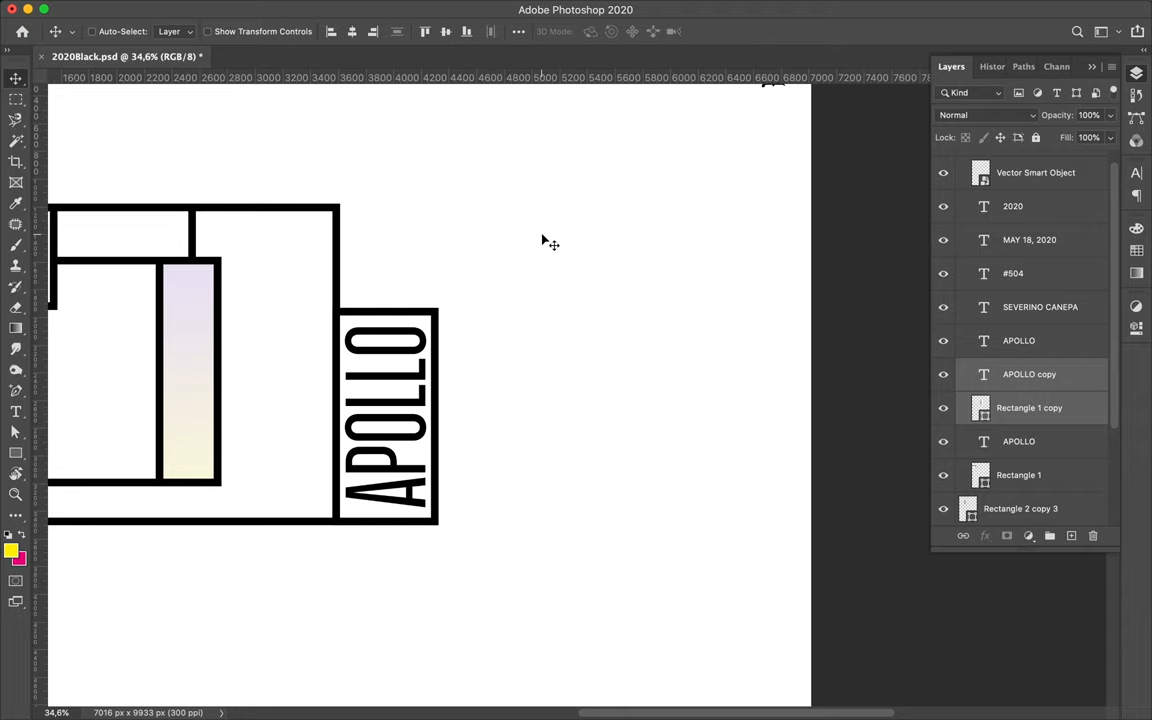 Adobe Photoshop 2020
Auto-Select: Layer Show Transform Controls 3D Mode:
2020Black.psd @ 34,6% (RGB/8) *
1600 1800 2000 2200 2400 2600 2800 3000 3200 3400 3600 3800 4000 4200 4400 4600 4800 5000 5200 5400 5600 5800 6000 6200 6400 6600 6800 7000 7200 7400 7600
Layers Histor Paths Chann
Kind
Normal Opacity: 100%
Lock: Fill: 100%
Vector Smart Object
2020
MAY 18, 2020
#504
SEVERINO CANEPA
APOLLO
APOLLO copy
Rectangle 1 copy
APOLLO
Rectangle 1
Rectangle 2 copy 3
APOLLO
34,6% 7016 px x 9933 px (300 ppi)